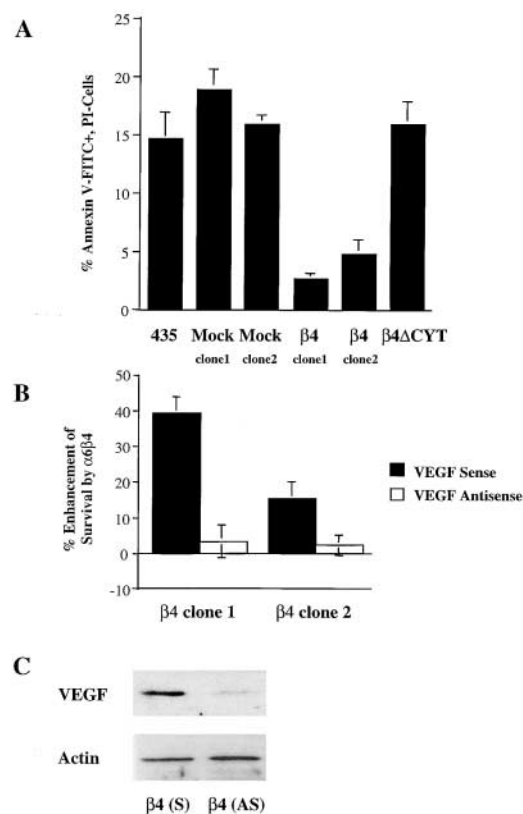 A
% Annexin V-FITC+, PI-Cells
25
20
15
10
5
0
435 Mock Mock β4 β4 β4ΔCYT
clone1 clone2 clone1 clone2
B
% Enhancement of
Survival by α6β4
50
40
30
20
10
0
-10
VEGF Sense
VEGF Antisense
β4 clone 1 β4 clone 2
C
VEGF
Actin
β4 (S) β4 (AS)